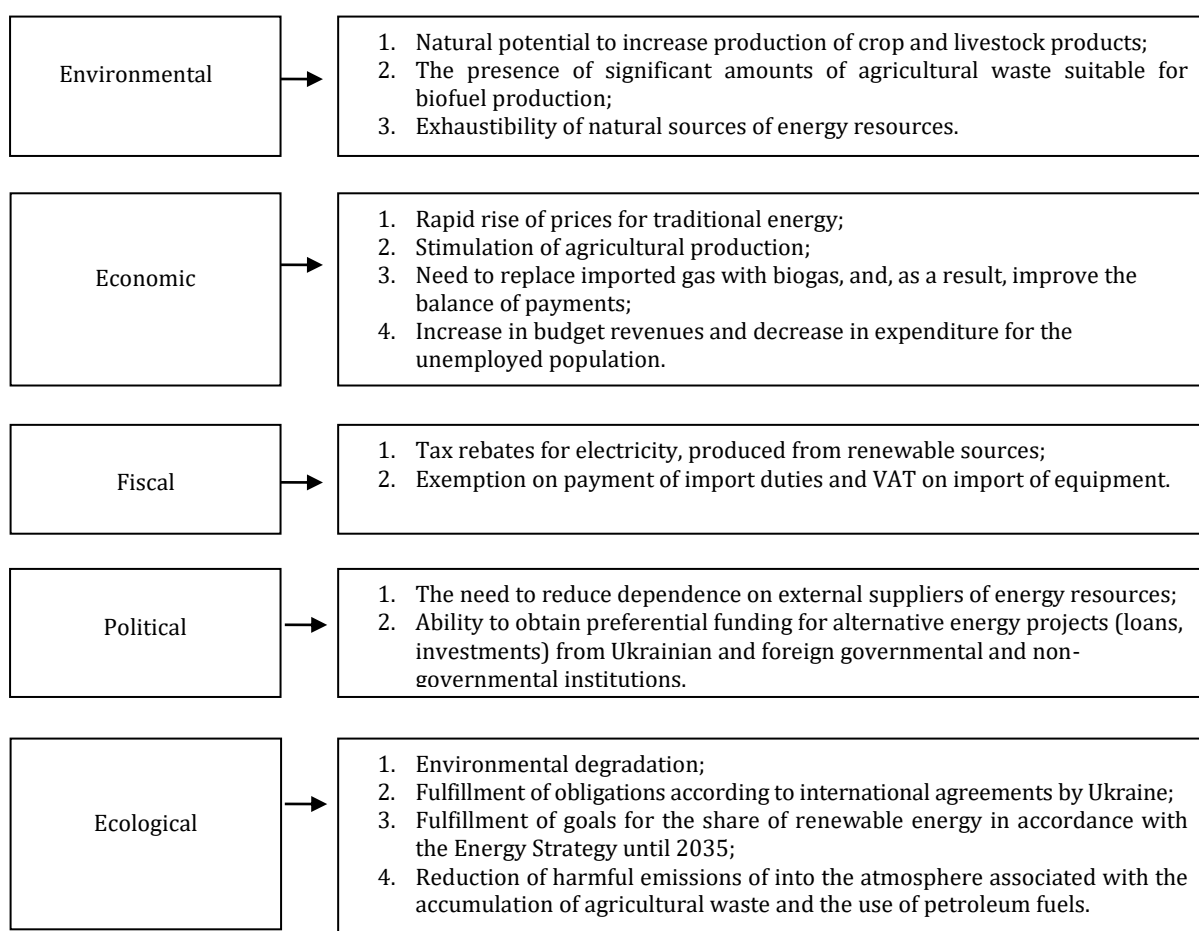 Environmental
1. Natural potential to increase production of crop and livestock products;
2. The presence of significant amounts of agricultural waste suitable for
biofuel production;
3. Exhaustibility of natural sources of energy resources.
Economic
1. Rapid rise of prices for traditional energy;
2. Stimulation of agricultural production;
3. Need to replace imported gas with biogas, and, as a result, improve the
balance of payments;
4. Increase in budget revenues and decrease in expenditure for the
unemployed population.
Fiscal
1. Tax rebates for electricity, produced from renewable sources;
2. Exemption on payment of import duties and VAT on import of equipment.
Political
1. The need to reduce dependence on external suppliers of energy resources;
2. Ability to obtain preferential funding for alternative energy projects (loans,
investments) from Ukrainian and foreign governmental and non-
governmental institutions.
Ecological
1. Environmental degradation;
2. Fulfillment of obligations according to international agreements by Ukraine;
3. Fulfillment of goals for the share of renewable energy in accordance with
the Energy Strategy until 2035;
4. Reduction of harmful emissions of into the atmosphere associated with the
accumulation of agricultural waste and the use of petroleum fuels.